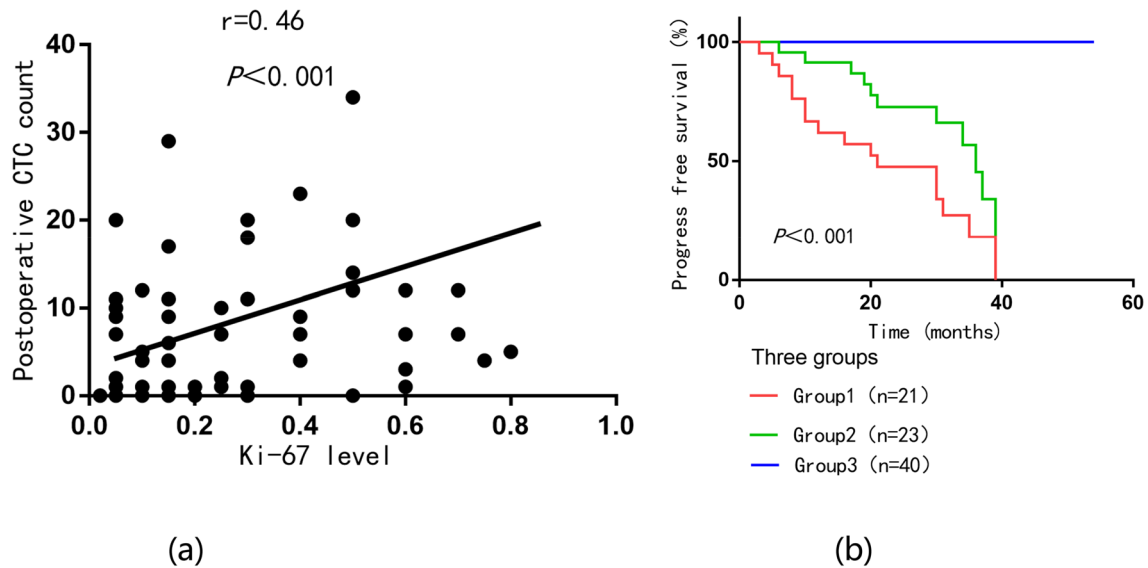 r=0.46
P<0.001
Postoperative CTC count
40
30
20
10
0
0.0 0.2 0.4 0.6 0.8 1.0
Ki-67 level
(a)
Progress free survival (%)
100
50
0
P<0.001
0 20 40 60
Time (months)
Three groups
Group1 (n=21)
Group2 (n=23)
Group3 (n=40)
(b)